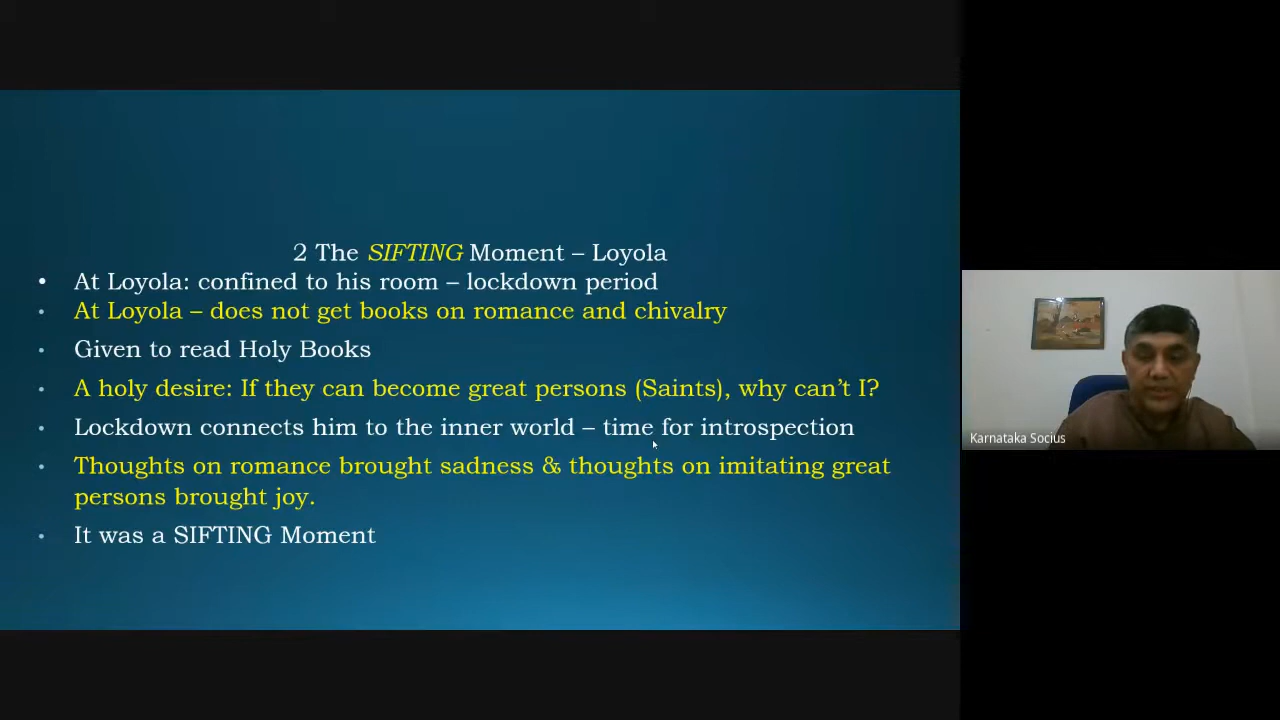 2 The SIFTING Moment – Loyola
• At Loyola: confined to his room – lockdown period
• At Loyola – does not get books on romance and chivalry
• Given to read Holy Books
• A holy desire: If they can become great persons (Saints), why can’t I?
• Lockdown connects him to the inner world – time for introspection
• Thoughts on romance brought sadness & thoughts on imitating great
persons brought joy.
• It was a SIFTING Moment
Karnataka Socius